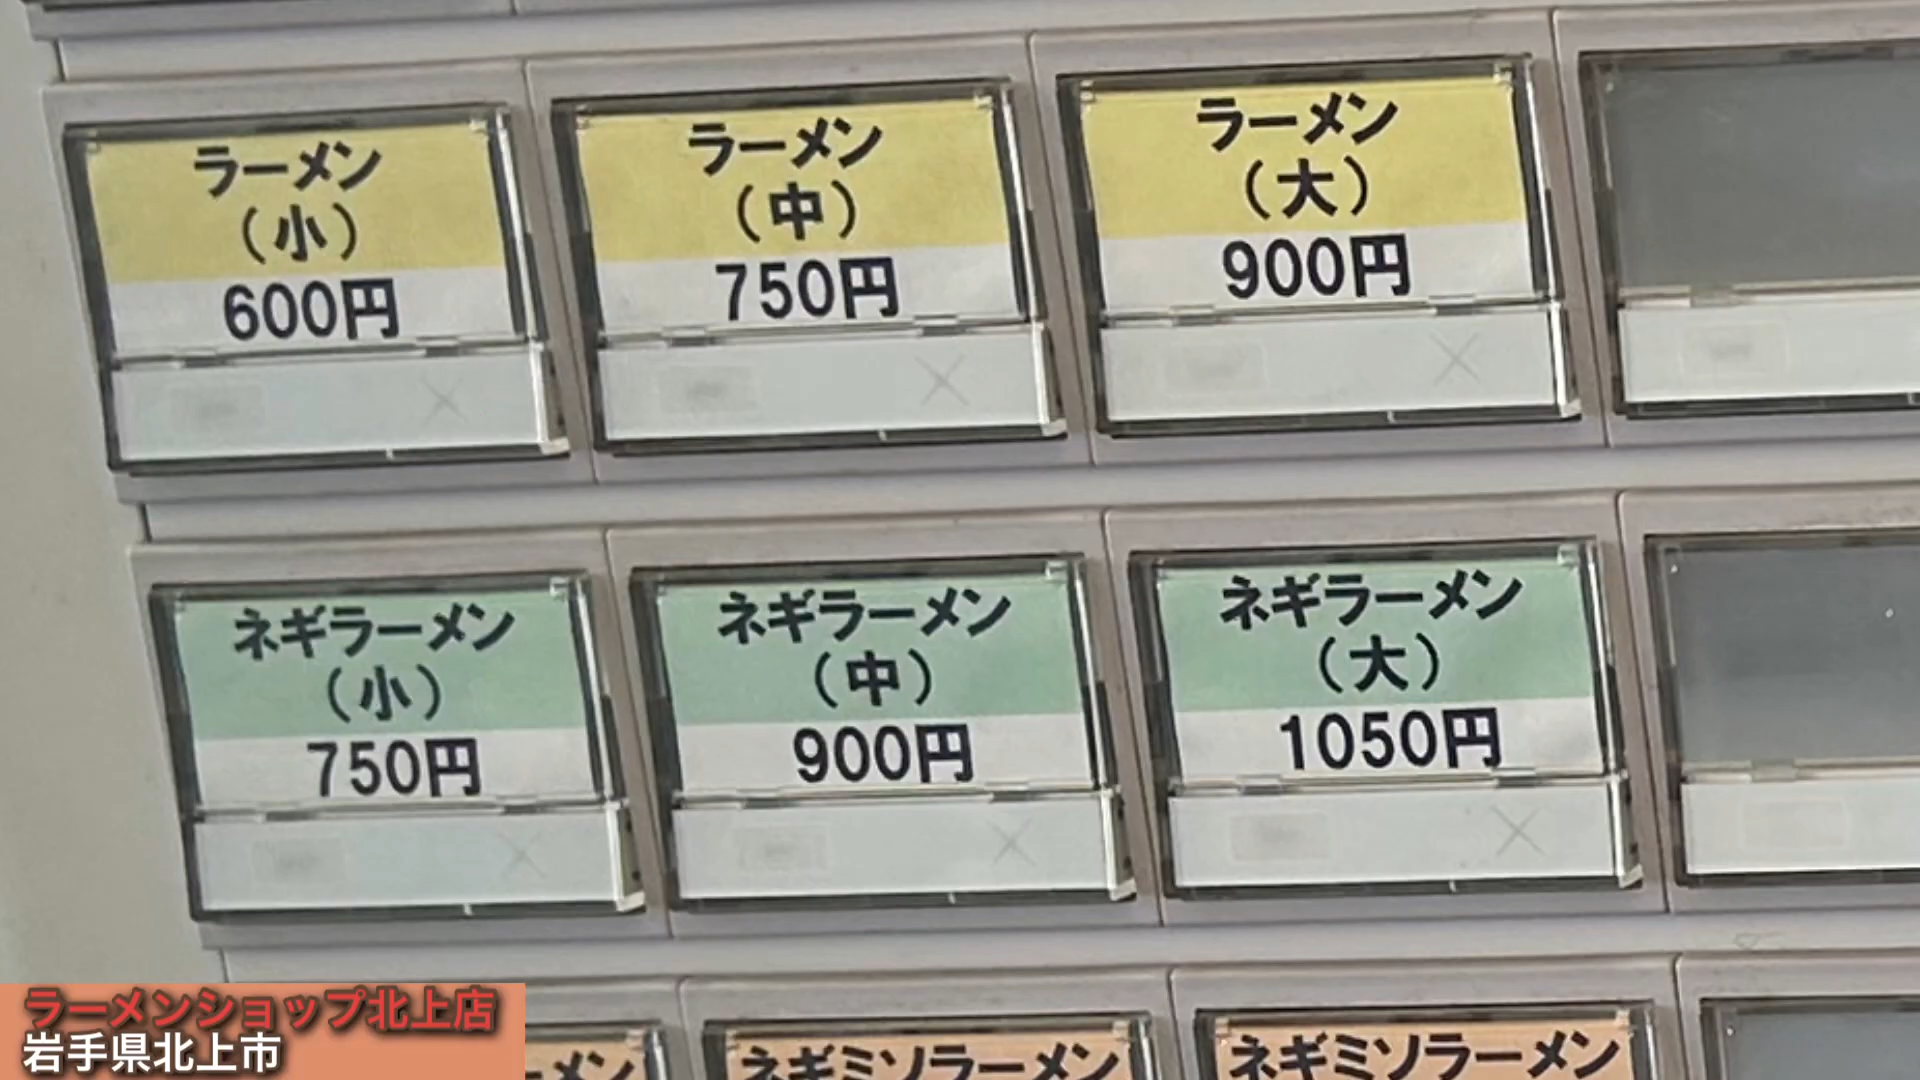 ラーメン
（小）
600円
ラーメン
（中）
750円
ラーメン
（大）
900円
ネギラーメン
（小）
750円
ネギラーメン
（中）
900円
ネギラーメン
（大）
1050円
ネギミソラーメン
ネギミソラーメン
ラーメンショップ北上店
岩手県北上市